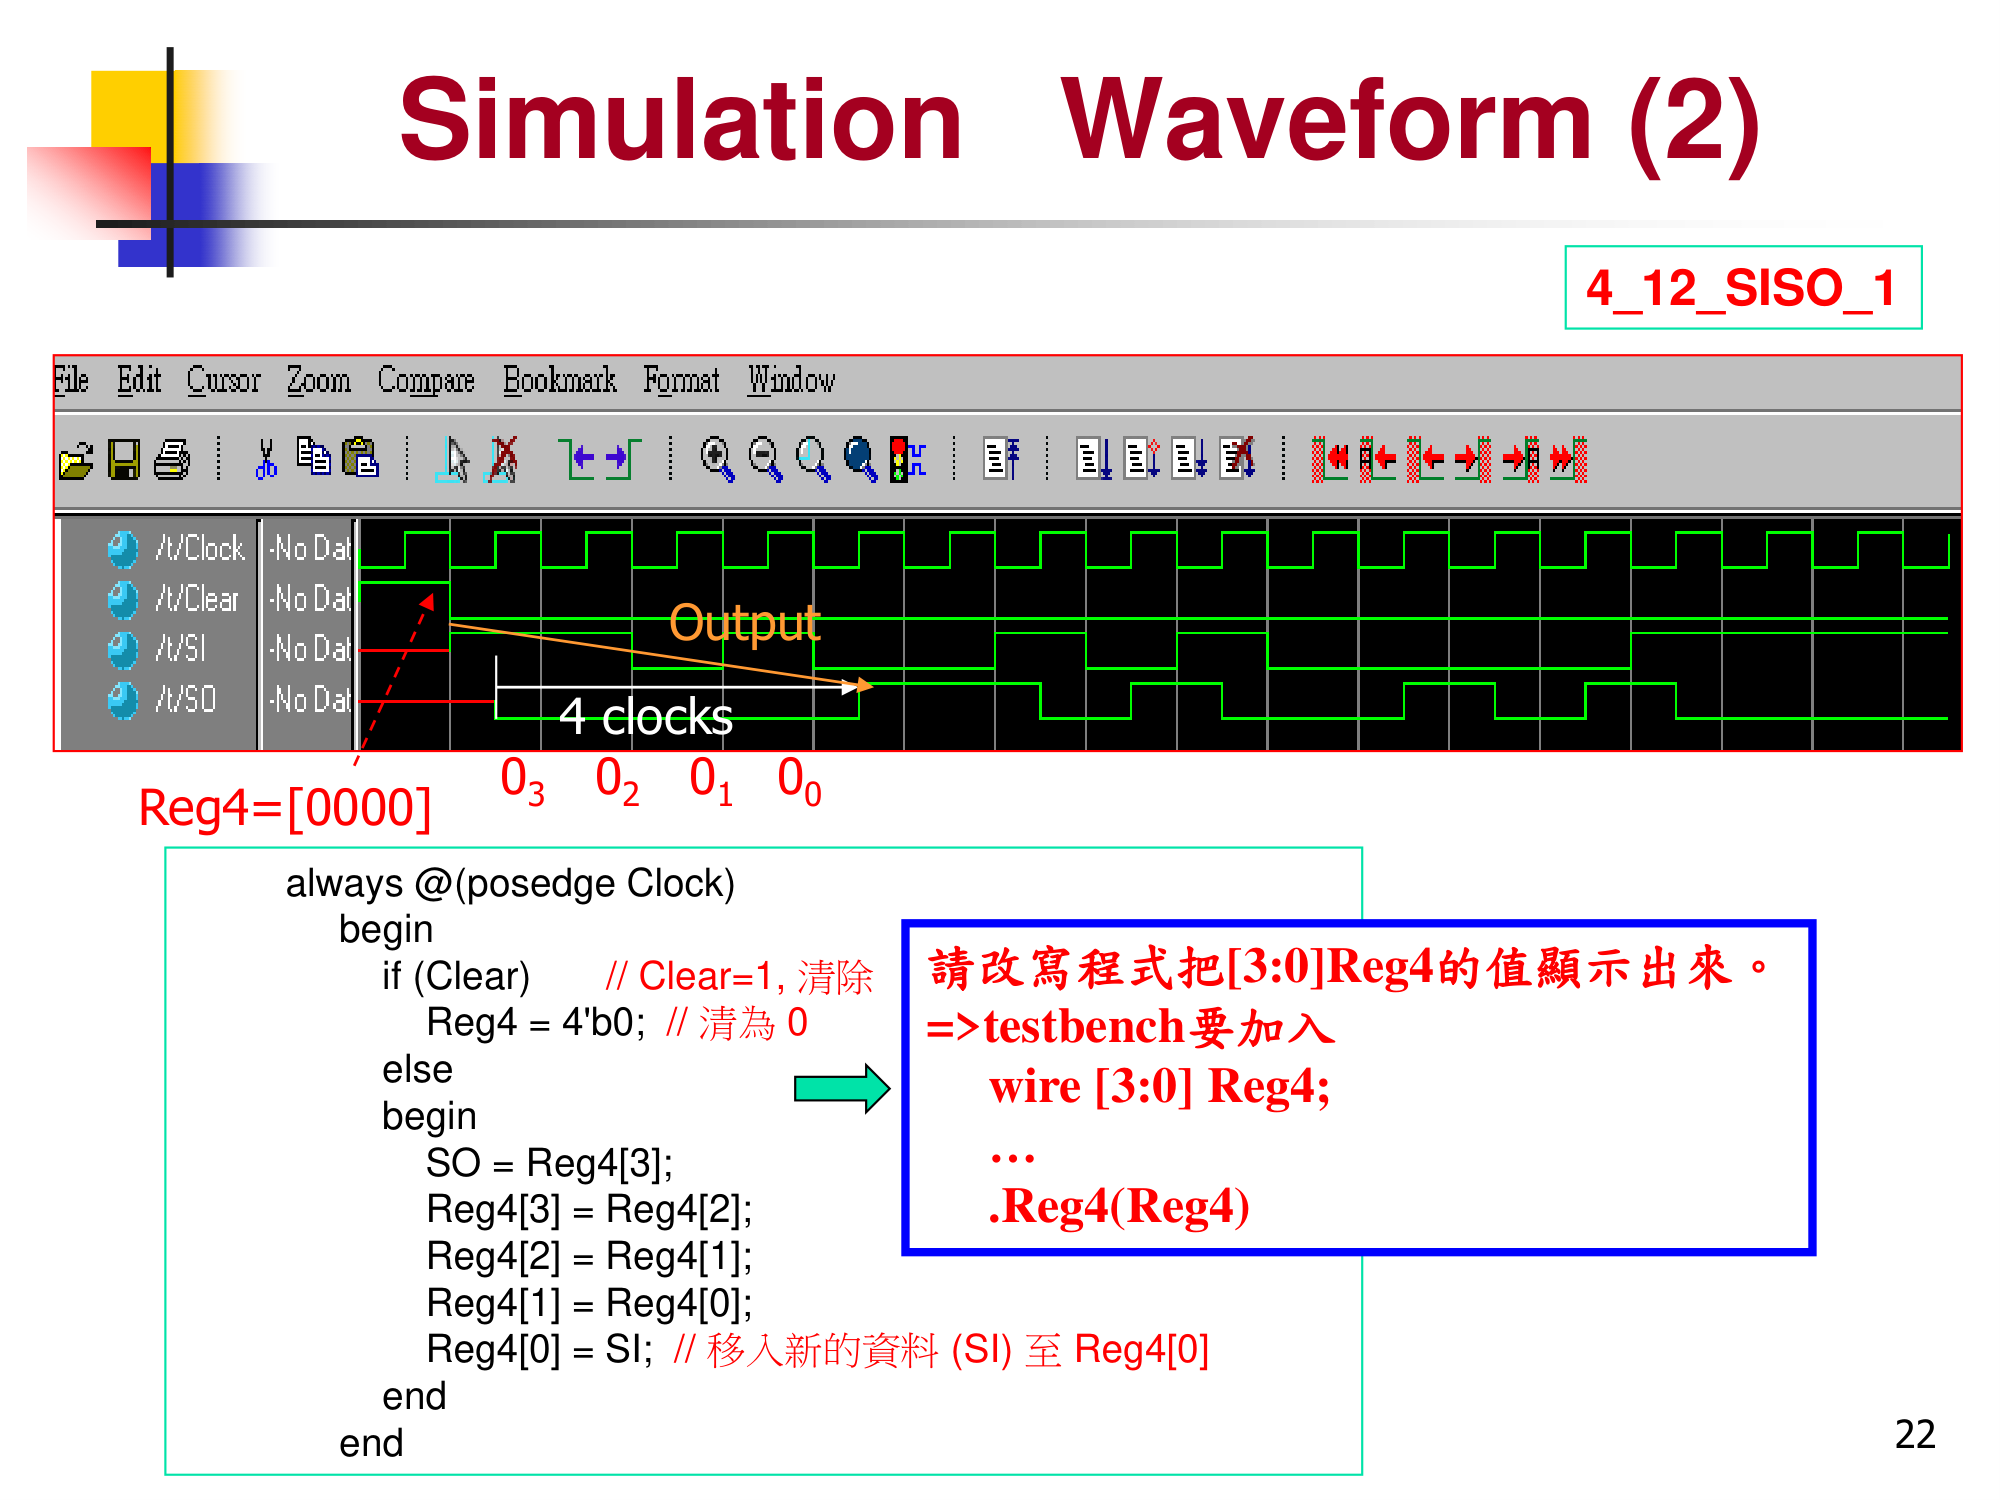 Simulation Waveform (2)
4_12_SISO_1
File Edit Cursor Zoom Compare Bookmark Format Window
/t/Clock -No Dat
/t/Clear -No Dat
/t/SI -No Dat
/t/SO -No Dat
Output
4 clocks
0₃ 0₂ 0₁ 0₀
Reg4=[0000]
always @(posedge Clock)
begin
if (Clear) // Clear=1, 清除
Reg4 = 4'b0; // 清為 0
else
begin
SO = Reg4[3];
Reg4[3] = Reg4[2];
Reg4[2] = Reg4[1];
Reg4[1] = Reg4[0];
Reg4[0] = SI; // 移入新的資料 (SI) 至 Reg4[0]
end
end
請改寫程式把[3:0]Reg4的值顯示出來。
=>testbench要加入
wire [3:0] Reg4;
…
.Reg4(Reg4)
22